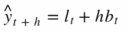 ŷ_{t + h} = l_t + hb_t